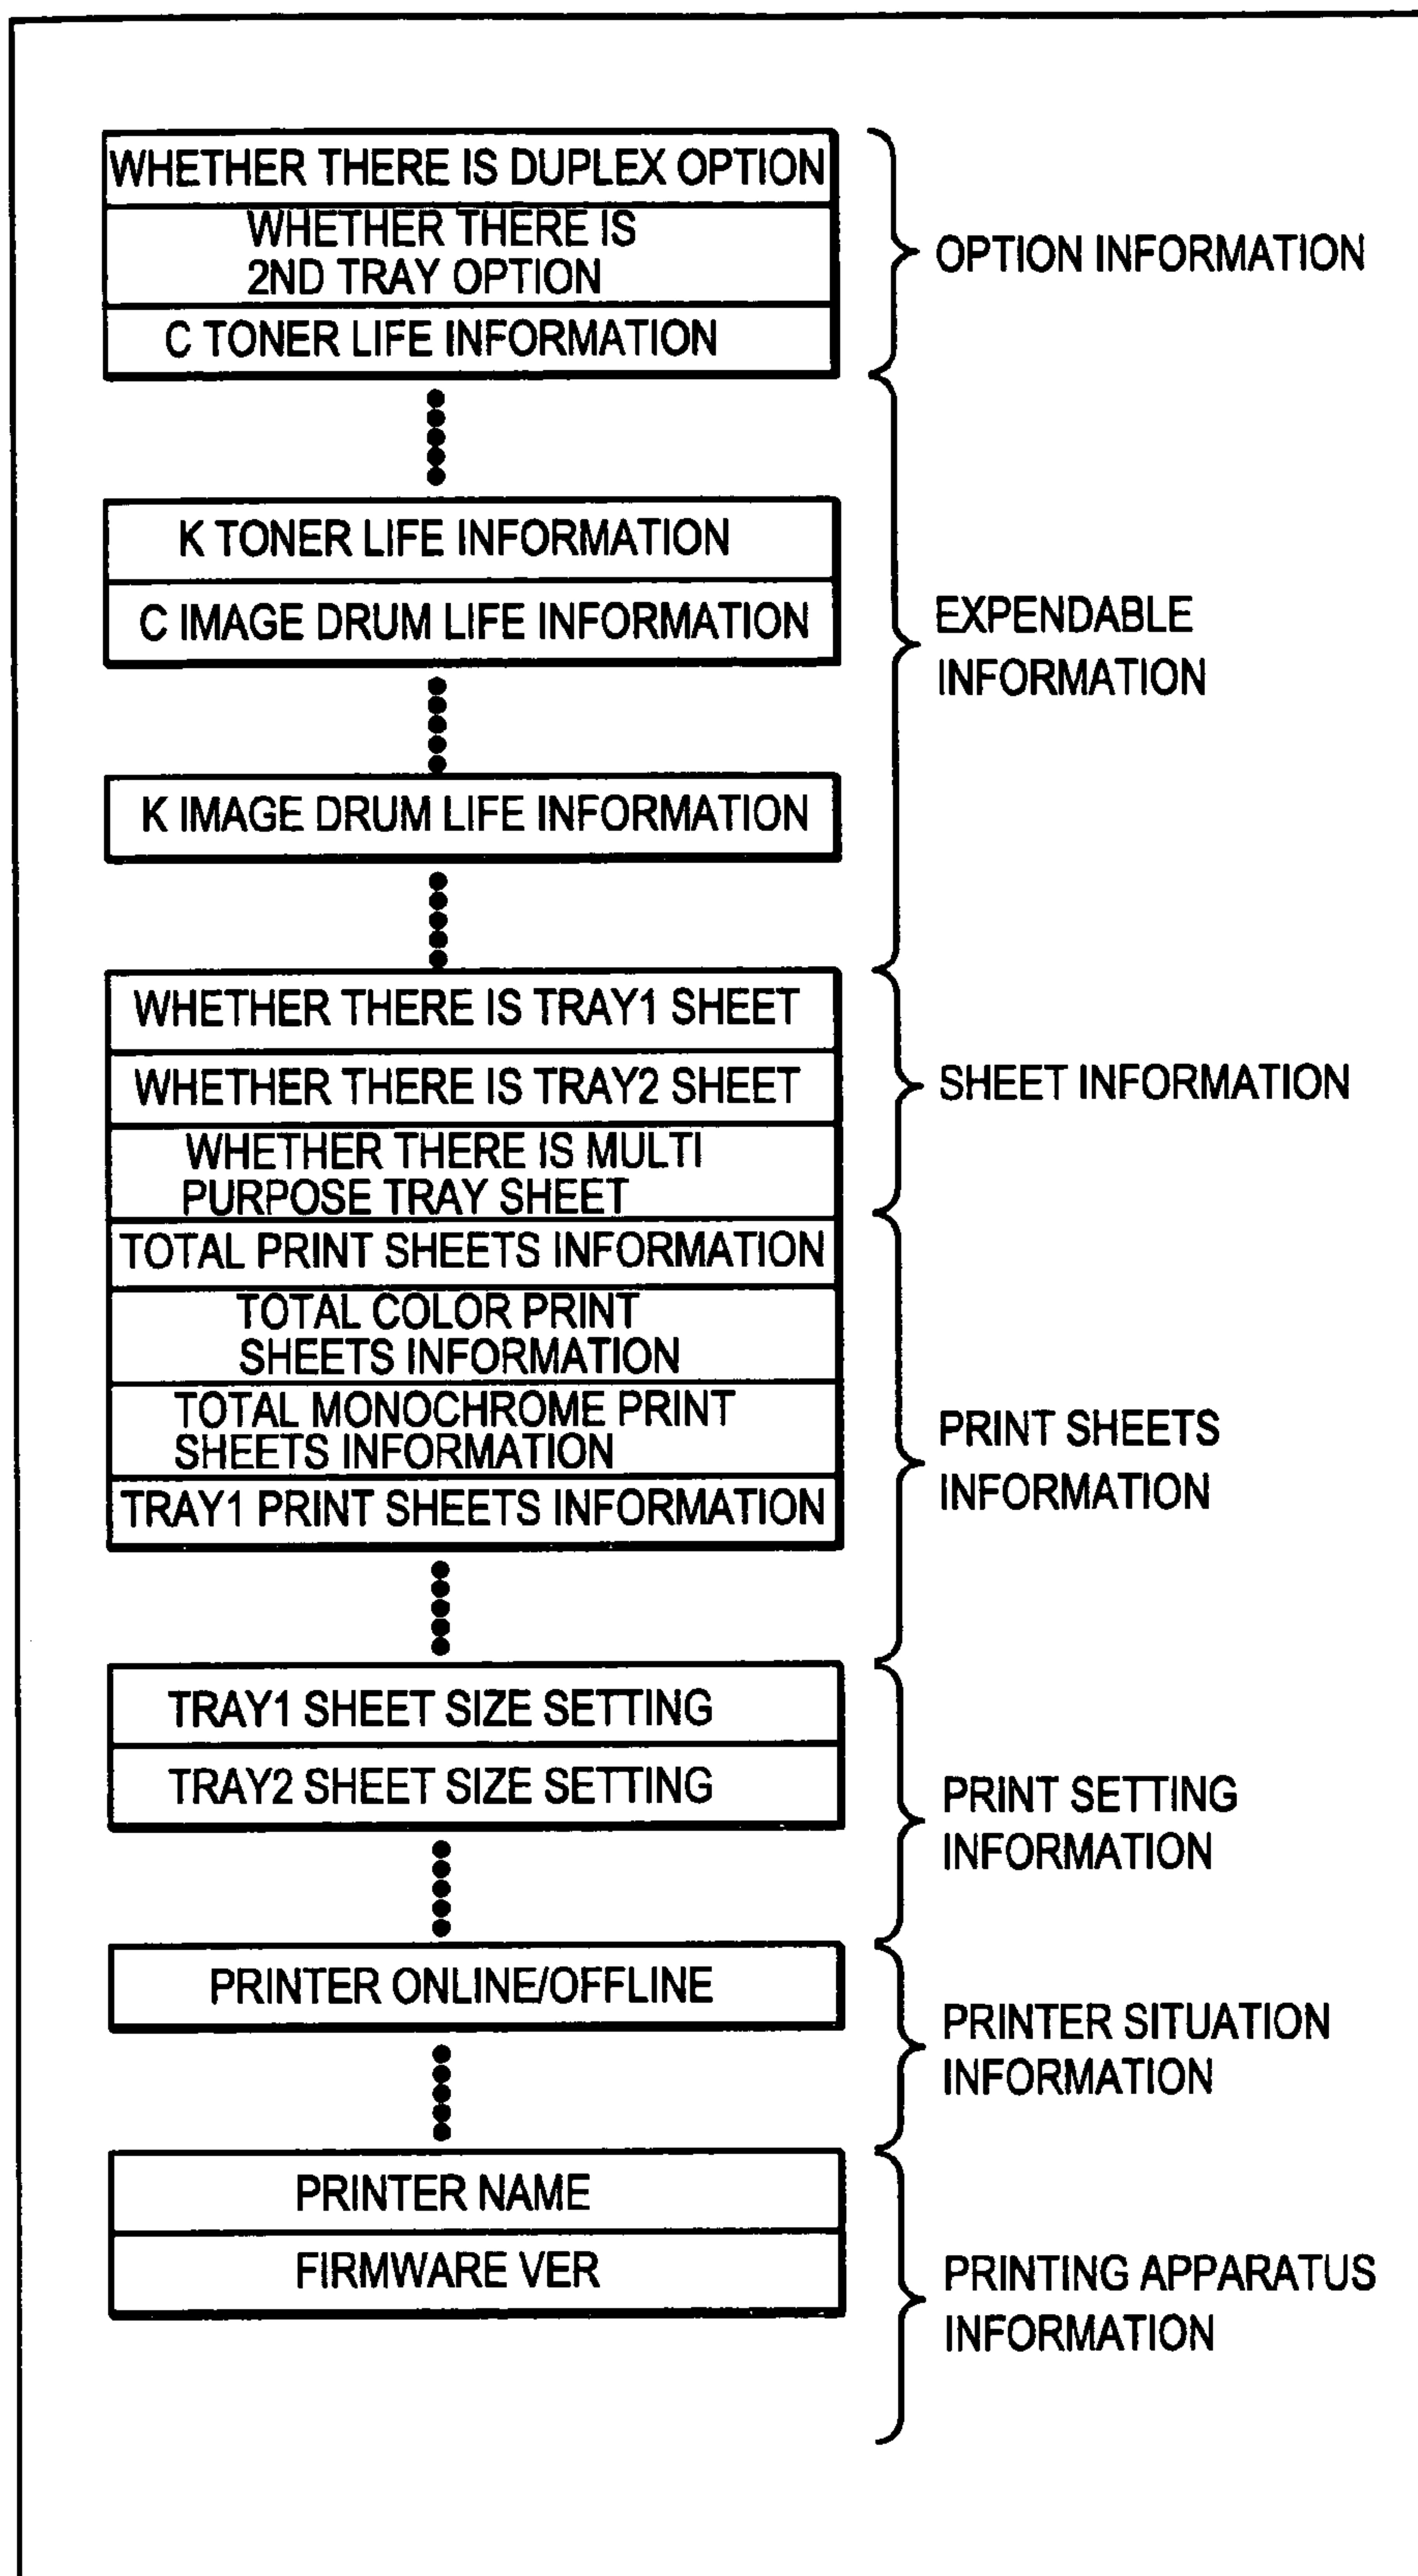 WHETHER THERE IS DUPLEX OPTION
WHETHER THERE IS
2ND TRAY OPTION
C TONER LIFE INFORMATION
OPTION INFORMATION
K TONER LIFE INFORMATION
C IMAGE DRUM LIFE INFORMATION
K IMAGE DRUM LIFE INFORMATION
EXPENDABLE
INFORMATION
WHETHER THERE IS TRAY1 SHEET
WHETHER THERE IS TRAY2 SHEET
WHETHER THERE IS MULTI
PURPOSE TRAY SHEET
SHEET INFORMATION
TOTAL PRINT SHEETS INFORMATION
TOTAL COLOR PRINT
SHEETS INFORMATION
TOTAL MONOCHROME PRINT
SHEETS INFORMATION
TRAY1 PRINT SHEETS INFORMATION
PRINT SHEETS
INFORMATION
TRAY1 SHEET SIZE SETTING
TRAY2 SHEET SIZE SETTING
PRINT SETTING
INFORMATION
PRINTER ONLINE/OFFLINE
PRINTER SITUATION
INFORMATION
PRINTER NAME
FIRMWARE VER
PRINTING APPARATUS
INFORMATION